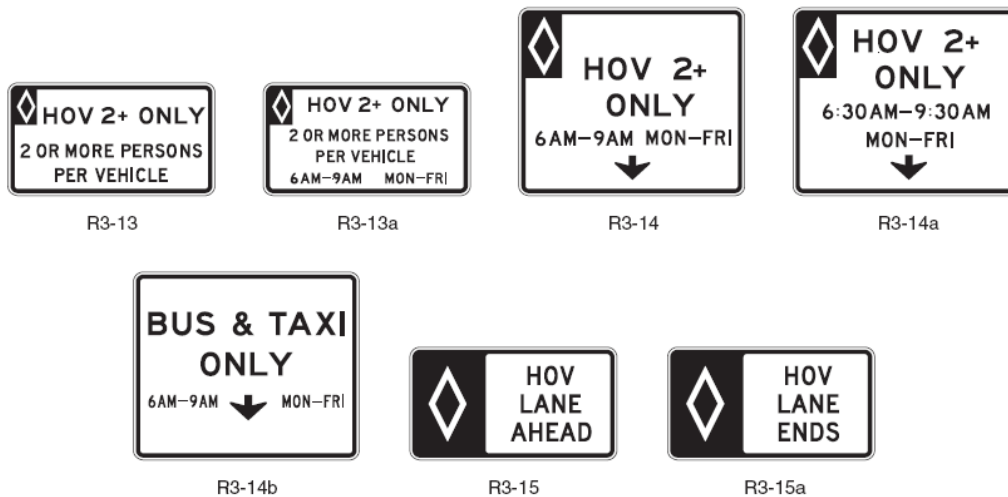 HOV 2+ ONLY
2 OR MORE PERSONS
PER VEHICLE
R3-13
HOV 2+ ONLY
2 OR MORE PERSONS
PER VEHICLE
6AM–9AM MON–FRI
R3-13a
HOV 2+
ONLY
6AM–9AM MON–FRI
R3-14
HOV 2+
ONLY
6:30AM–9:30AM
MON–FRI
R3-14a
BUS & TAXI
ONLY
6AM–9AM MON–FRI
R3-14b
HOV
LANE
AHEAD
R3-15
HOV
LANE
ENDS
R3-15a